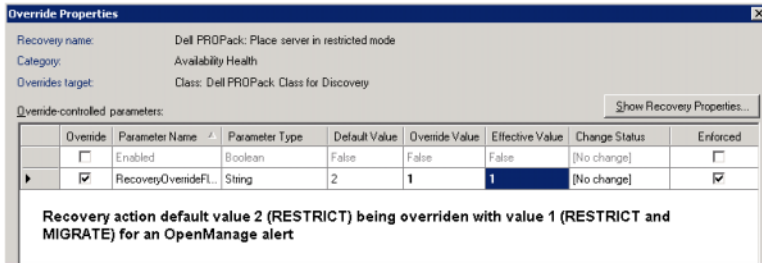 Override Properties
Recovery name: Dell PROPack: Place server in restricted mode
Category: Availability Health
Overrides target: Class: Dell PROPack Class for Discovery
Override-controlled parameters: Show Recovery Properties...
Override Parameter Name Parameter Type Default Value Override Value Effective Value Change Status Enforced
Enabled Boolean False False False [No change]
RecoveryOverrideFl... String 2 1 1 [No change]
Recovery action default value 2 (RESTRICT) being overriden with value 1 (RESTRICT and
MIGRATE) for an OpenManage alert